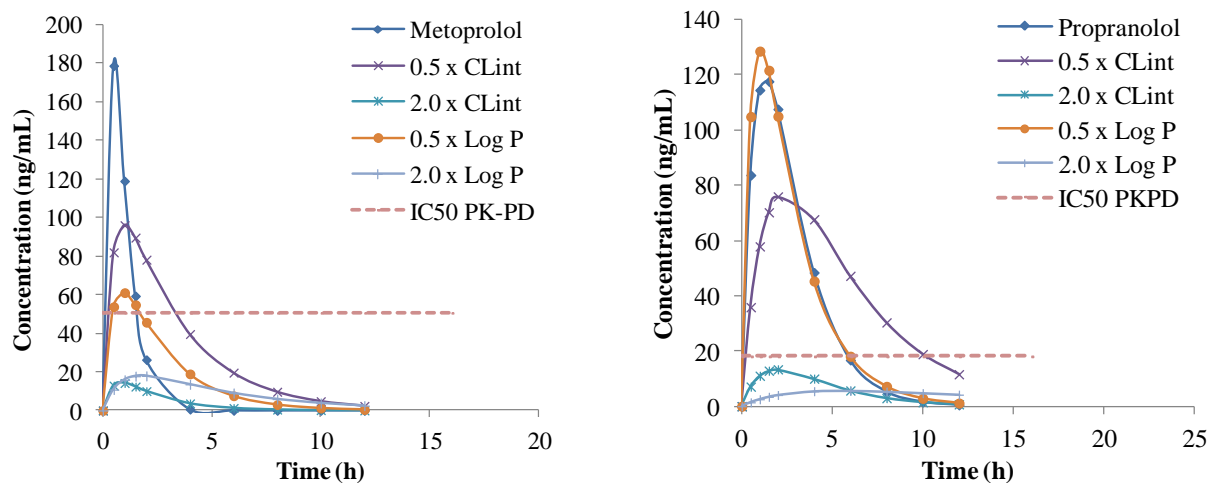 Concentration (ng/mL)
200
180
160
140
120
100
80
60
40
20
0
0
5
10
15
20
Time (h)
Metoprolol
0.5 x CLint
2.0 x CLint
0.5 x Log P
2.0 x Log P
IC50 PK-PD
Concentration (ng/mL)
140
120
100
80
60
40
20
0
0
5
10
15
20
25
Time (h)
Propranolol
0.5 x CLint
2.0 x CLint
0.5 x Log P
2.0 x Log P
IC50 PKPD